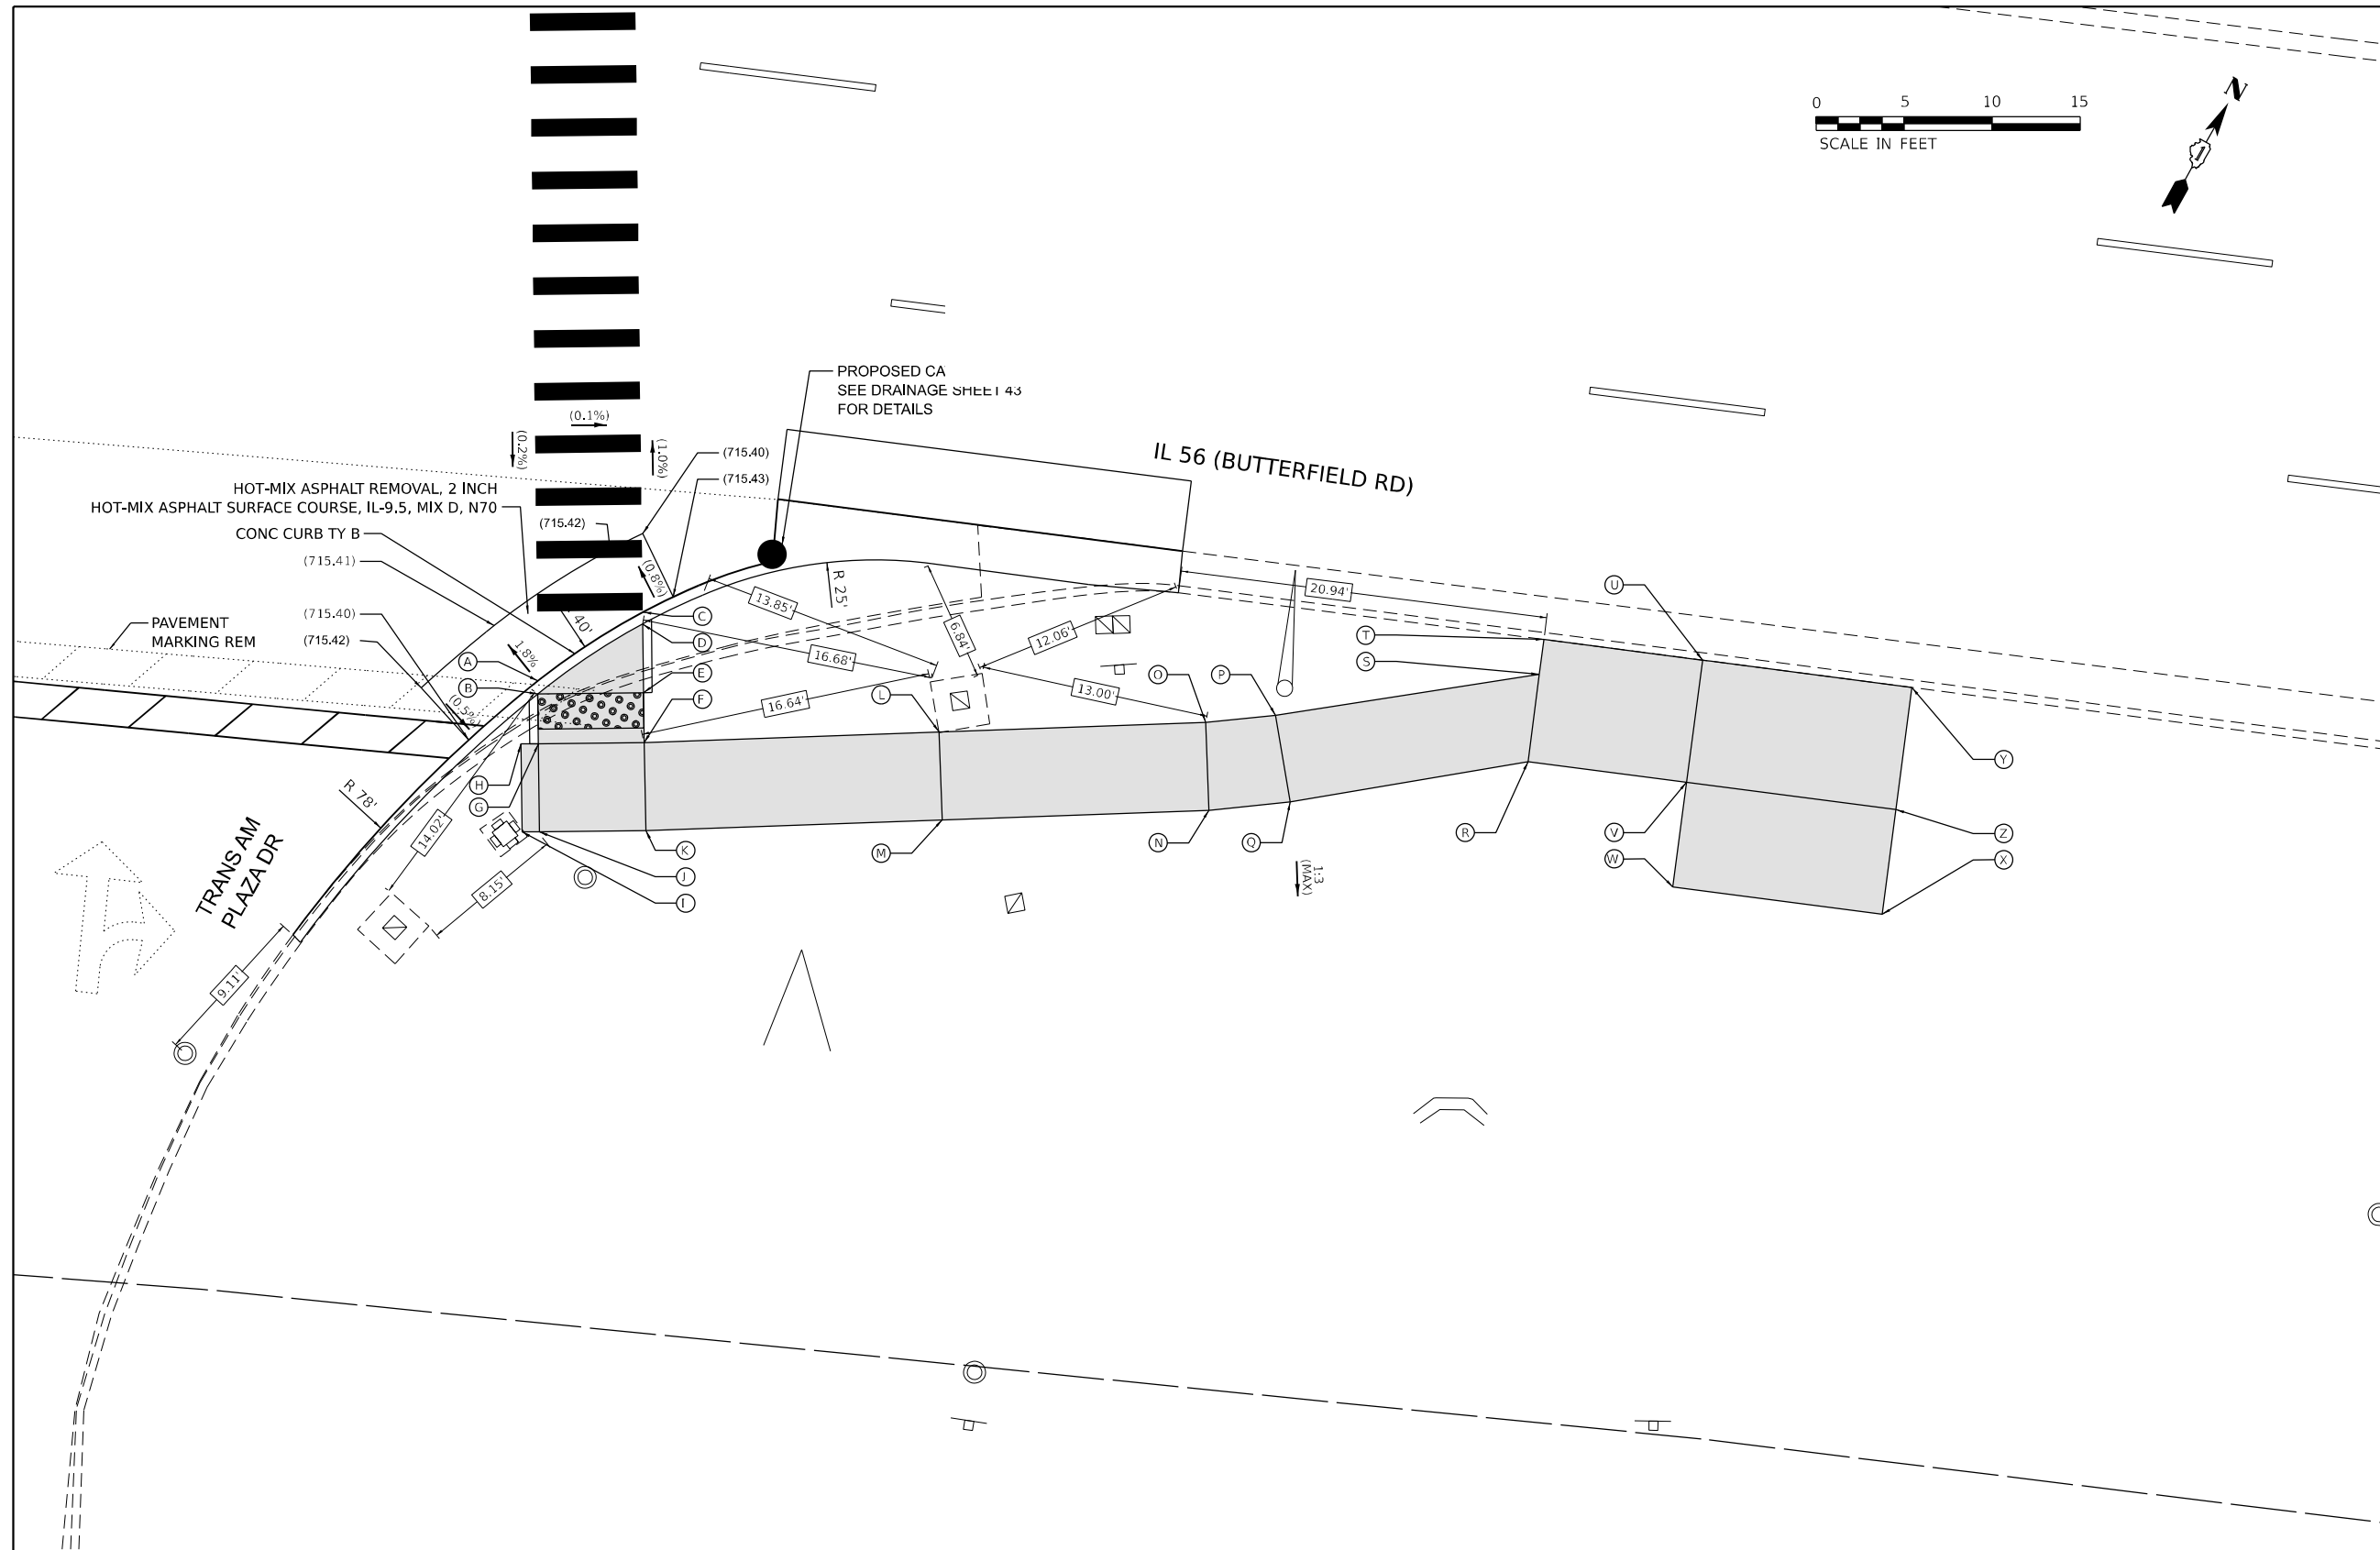 N
0 5 10 15
SCALE IN FEET
PROPOSED CA
SEE DRAINAGE SHEET 43
FOR DETAILS
(0.1%)
(0.2%)
(1.0%)
(715.40)
(715.43)
IL 56 (BUTTERFIELD RD)
HOT-MIX ASPHALT REMOVAL, 2 INCH
HOT-MIX ASPHALT SURFACE COURSE, IL-9.5, MIX D, N70
(715.42)
CONC CURB TY B
(715.41)
(0.8%)
R 25'
13.85'
20.94'
U
PAVEMENT
MARKING REM
(715.40)
(715.42)
40'
C
D
6.84'
12.06'
T
1.8%
A
16.68'
S
B
E
F
L
O
P
13.00'
(0.5%)
16.64'
Y
H
G
R 78'
14.02'
TRANS AM
PLAZA DR
K
J
I
M
N
Q
R
V
W
Z
X
8.15'
1:3
(MAX)
9.11'